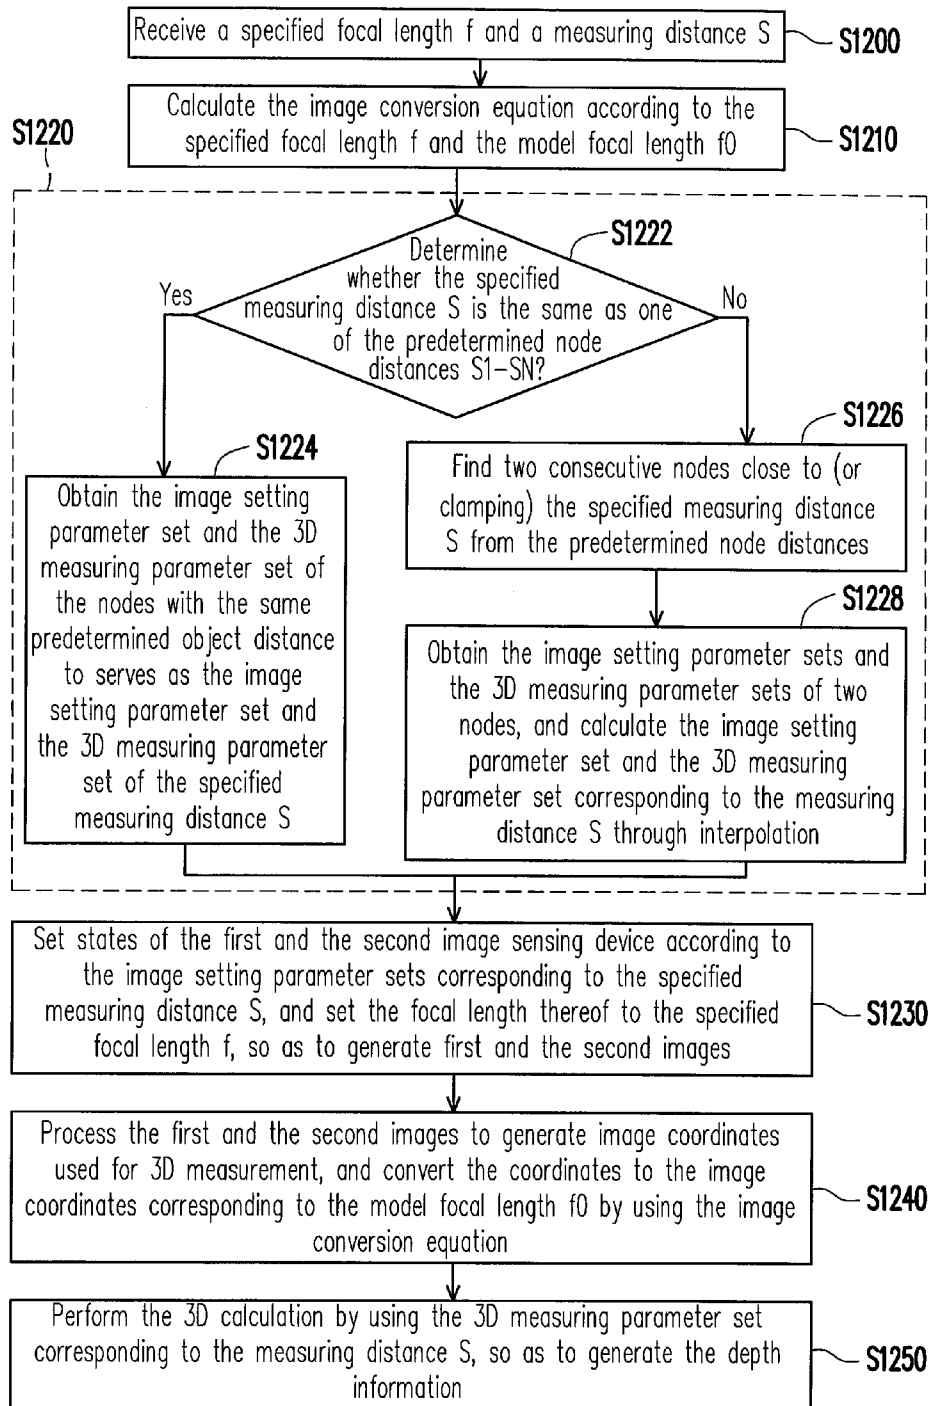 Receive a specified focal length f and a measuring distance S
S1200
Calculate the image conversion equation according to the
specified focal length f and the model focal length f0
S1210
S1220
S1222
Determine
whether the specified
measuring distance S is the same as one
of the predetermined node
distances S1-SN?
Yes
No
S1224
Obtain the image setting
parameter set and the 3D
measuring parameter set of
the nodes with the same
predetermined object distance
to serves as the image
setting parameter set and
the 3D measuring parameter
set of the specified
measuring distance S
S1226
Find two consecutive nodes close to (or
clamping) the specified measuring distance
S from the predetermined node distances
S1228
Obtain the image setting parameter sets and
the 3D measuring parameter sets of two
nodes, and calculate the image setting
parameter set and the 3D measuring
parameter set corresponding to the measuring
distance S through interpolation
Set states of the first and the second image sensing device according to
the image setting parameter sets corresponding to the specified
measuring distance S, and set the focal length thereof to the specified
focal length f, so as to generate first and the second images
S1230
Process the first and the second images to generate image coordinates
used for 3D measurement, and convert the coordinates to the image
coordinates corresponding to the model focal length f0 by using the image
conversion equation
S1240
Perform the 3D calculation by using the 3D measuring parameter set
corresponding to the measuring distance S, so as to generate the depth
information
S1250